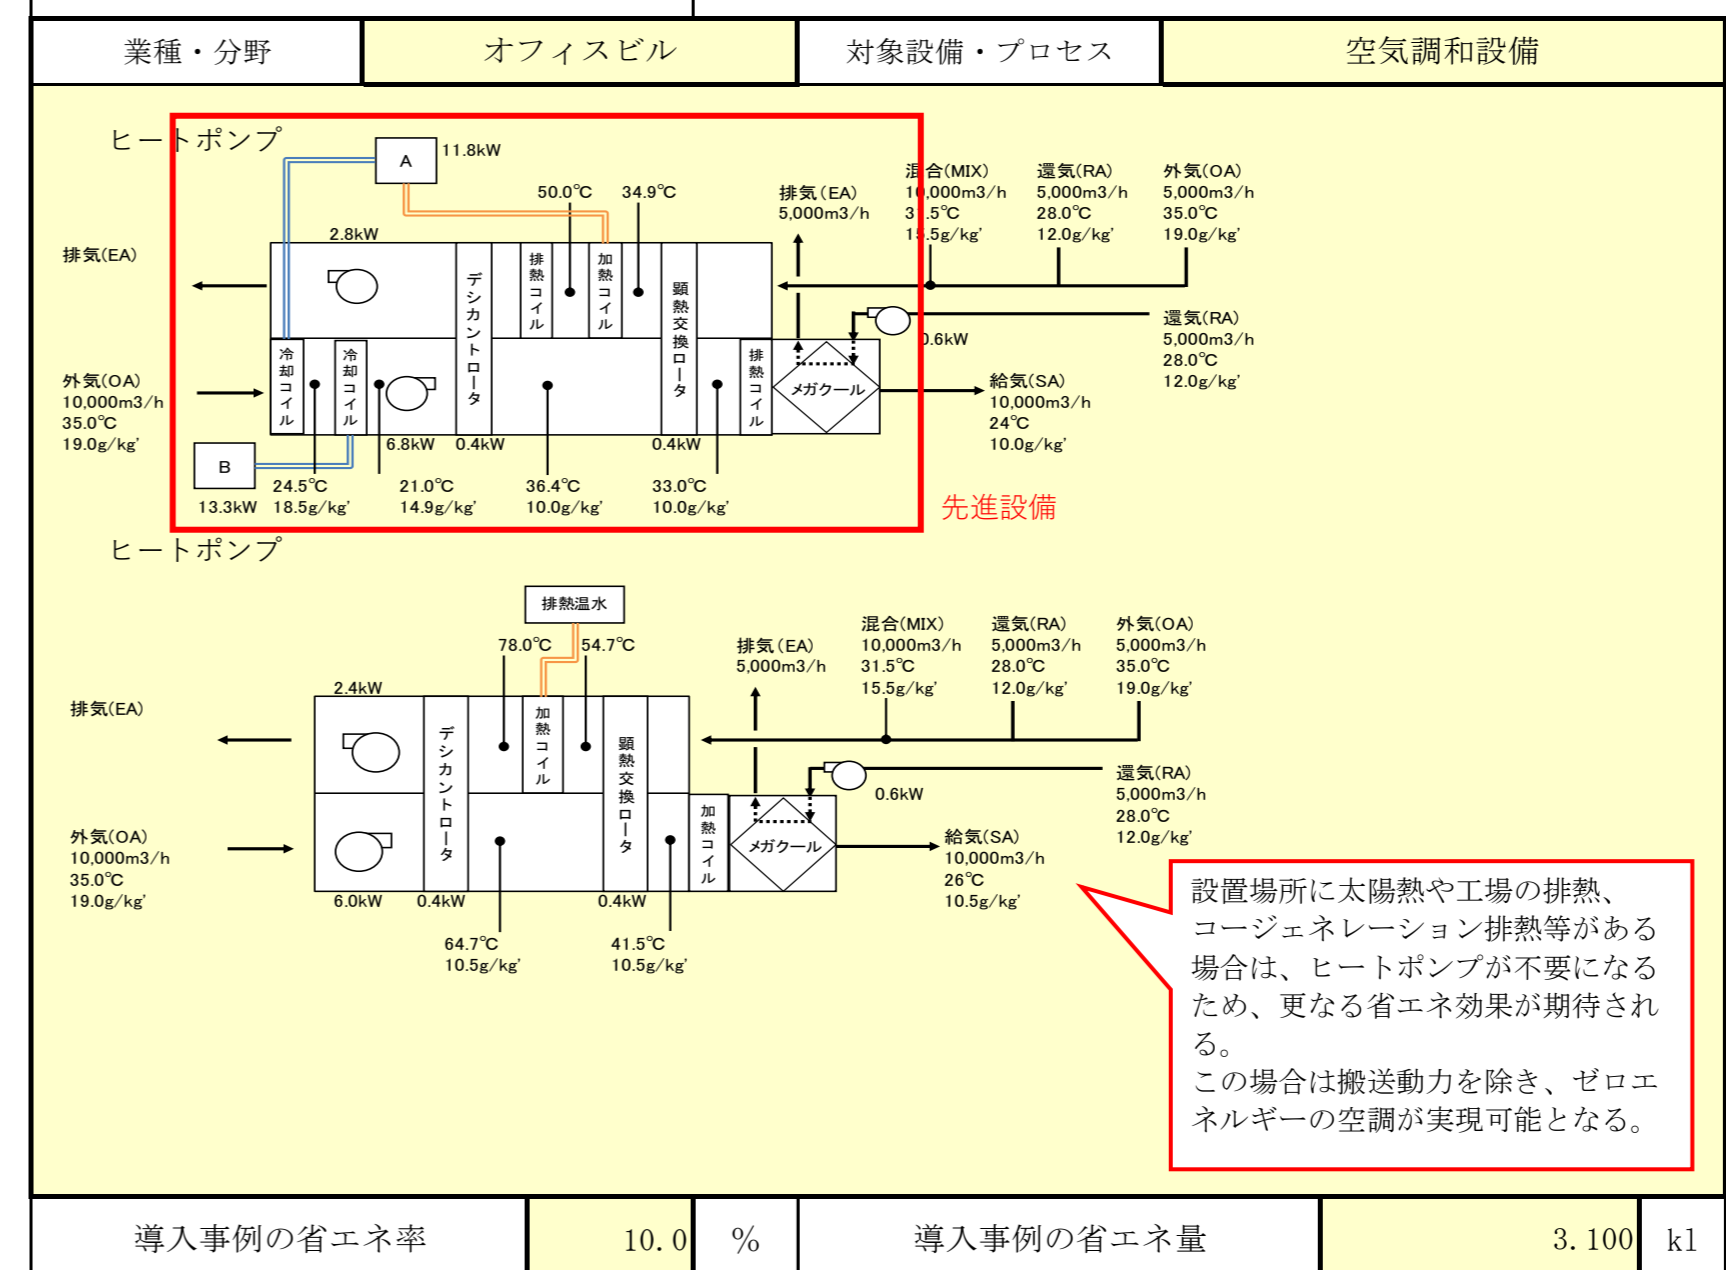 業種・分野
オフィスビル
対象設備・プロセス
空気調和設備
ヒートポンプ
A
11.8kW
50.0℃
34.9℃
2.8kW
排気(EA)
デシカントロータ
排熱コイル
加熱コイル
顕熱交換ロータ
排気(EA)
5,000m3/h
混合(MIX)
10,000m3/h
31.5℃
15.5g/kg'
還気(RA)
5,000m3/h
28.0℃
12.0g/kg'
外気(OA)
5,000m3/h
35.0℃
19.0g/kg'
外気(OA)
10,000m3/h
35.0℃
19.0g/kg'
冷却コイル
冷却コイル
排熱コイル
メガクール
0.6kW
還気(RA)
5,000m3/h
28.0℃
12.0g/kg'
給気(SA)
10,000m3/h
24℃
10.0g/kg'
B
13.3kW
6.8kW
0.4kW
0.4kW
24.5℃
18.5g/kg'
21.0℃
14.9g/kg'
36.4℃
10.0g/kg'
33.0℃
10.0g/kg'
先進設備
ヒートポンプ
排熱温水
78.0℃
54.7℃
2.4kW
排気(EA)
デシカントロータ
加熱コイル
顕熱交換ロータ
排気(EA)
5,000m3/h
混合(MIX)
10,000m3/h
31.5℃
15.5g/kg'
還気(RA)
5,000m3/h
28.0℃
12.0g/kg'
外気(OA)
5,000m3/h
35.0℃
19.0g/kg'
外気(OA)
10,000m3/h
35.0℃
19.0g/kg'
加熱コイル
メガクール
0.6kW
還気(RA)
5,000m3/h
28.0℃
12.0g/kg'
給気(SA)
10,000m3/h
26℃
10.5g/kg'
6.0kW
0.4kW
0.4kW
64.7℃
10.5g/kg'
41.5℃
10.5g/kg'
設置場所に太陽熱や工場の排熱、
コージェネレーション排熱等がある
場合は、ヒートポンプが不要になる
ため、更なる省エネ効果が期待され
る。
この場合は搬送動力を除き、ゼロエ
ネルギーの空調が実現可能となる。
導入事例の省エネ率
10.0
%
導入事例の省エネ量
3.100
kl